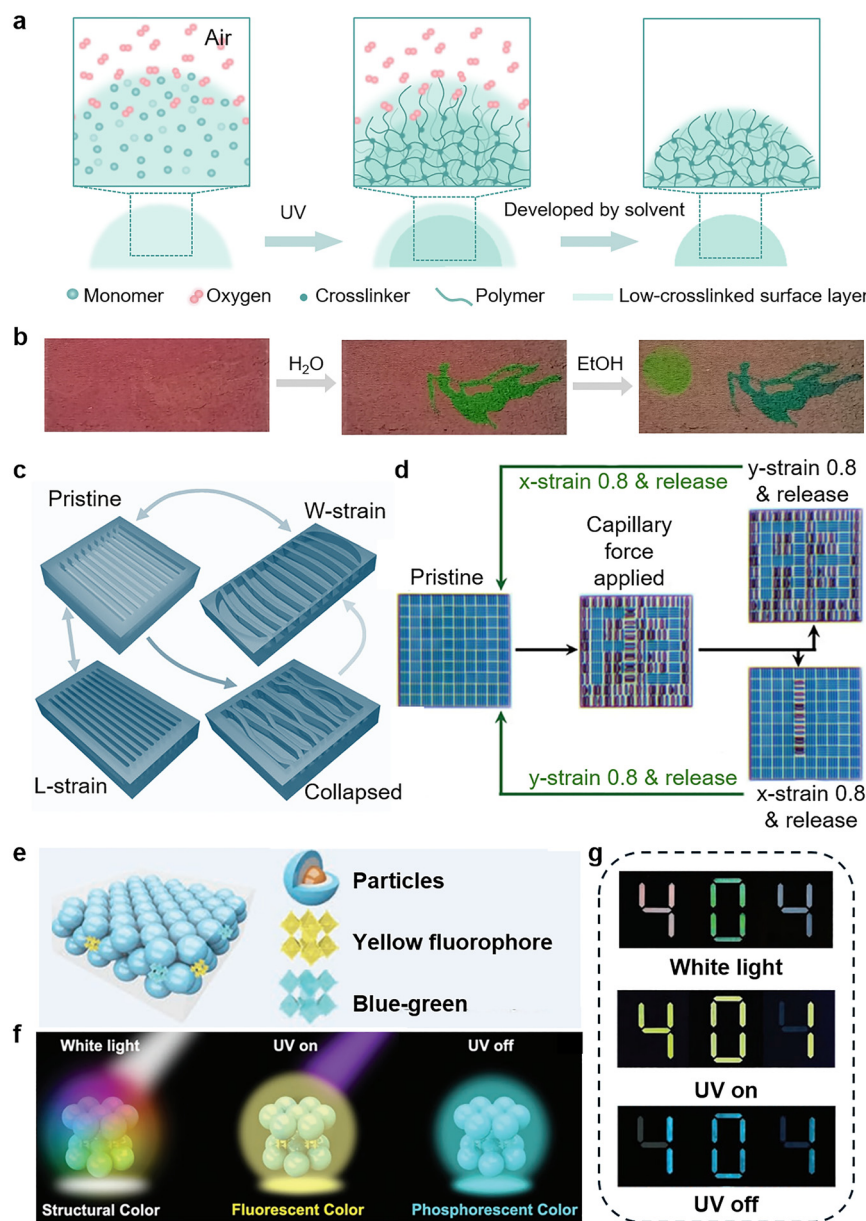 a
Air
UV
Developed by solvent
Monomer
Oxygen
Crosslinker
Polymer
Low-crosslinked surface layer
b
H2O
EtOH
c
Pristine
W-strain
L-strain
Collapsed
d
x-strain 0.8 & release
y-strain 0.8
& release
Capillary
force
applied
Pristine
y-strain 0.8 & release
x-strain 0.8
& release
e
Particles
Yellow fluorophore
Blue-green
f
White light
UV on
UV off
Structural Color
Fluorescent Color
Phosphorescent Color
g
404
White light
401
UV on
404
UV off